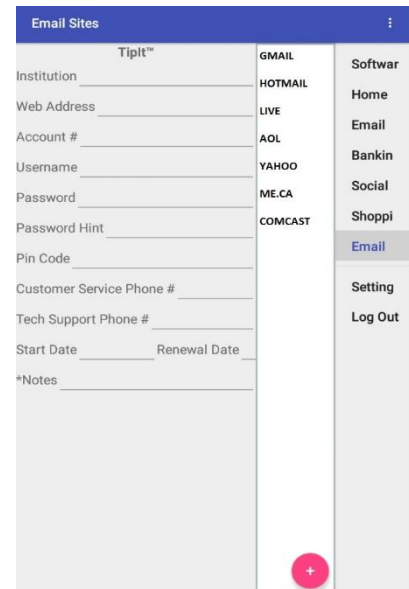 Email Sites
TipIt™
Institution
Web Address
Account #
Username
Password
Password Hint
Pin Code
Customer Service Phone #
Tech Support Phone #
Start Date Renewal Date
*Notes
GMAIL
HOTMAIL
LIVE
AOL
YAHOO
ME.CA
COMCAST
+
Softwar
Home
Email
Bankin
Social
Shoppi
Email
Setting
Log Out